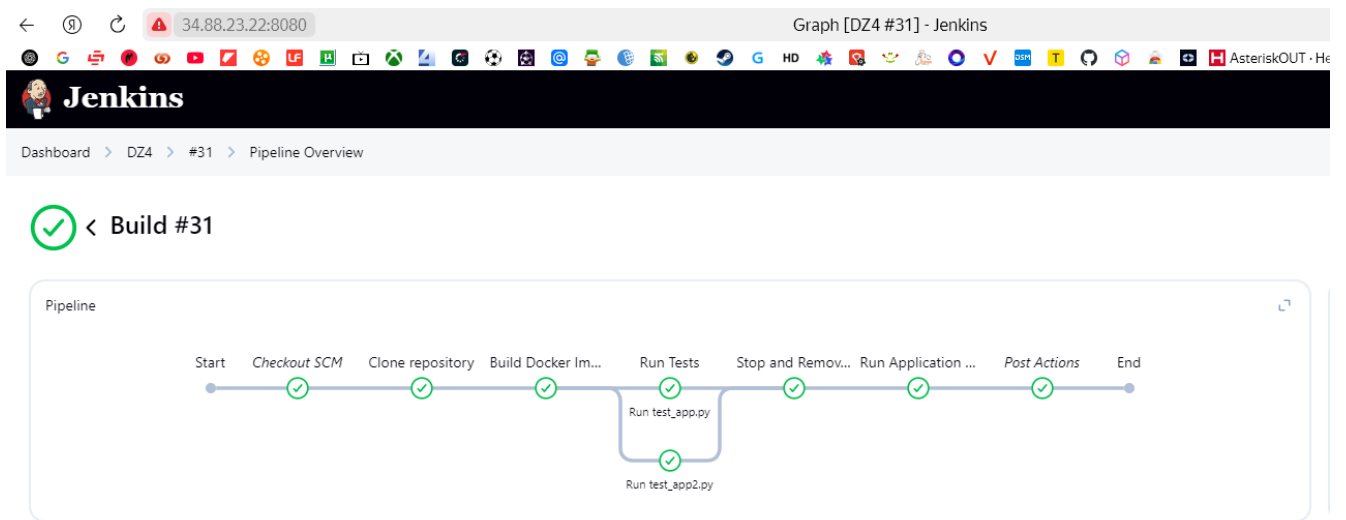 34.88.23.22:8080 Graph [DZ4 #31] - Jenkins
HD DSM T AsteriskOUT · He
Jenkins
Dashboard > DZ4 > #31 > Pipeline Overview
Build #31
Pipeline
Start Checkout SCM Clone repository Build Docker Im... Run Tests Stop and Remov... Run Application ... Post Actions End
Run test_app.py
Run test_app2.py